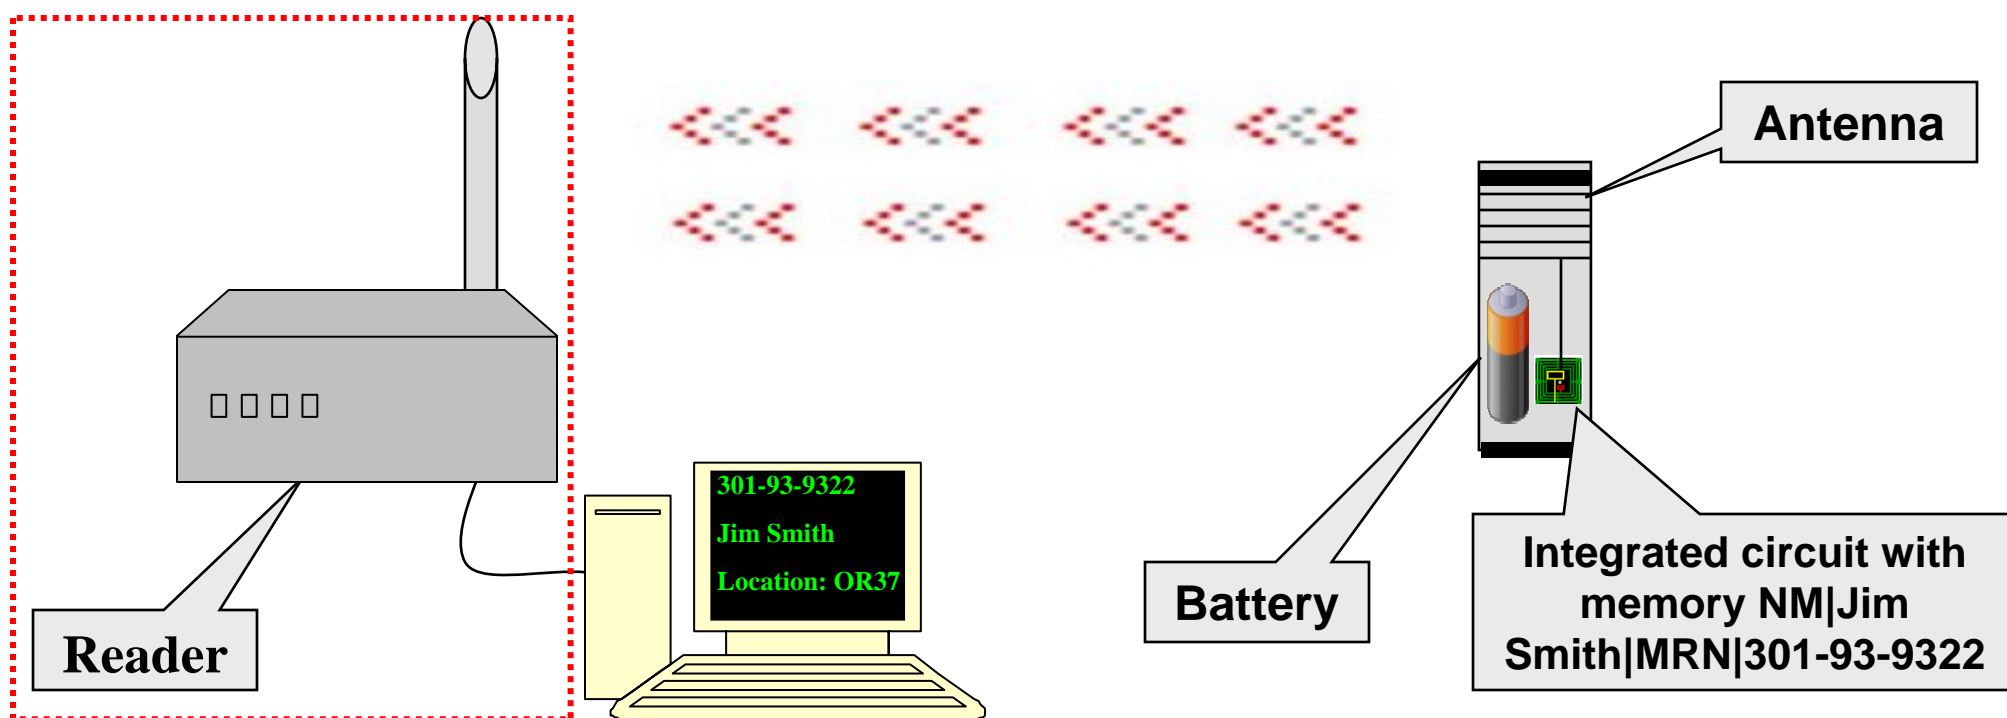 Antenna
301-93-9322
Jim Smith
Location: OR37
Reader
Battery
Integrated circuit with
memory NM|Jim
Smith|MRN|301-93-9322